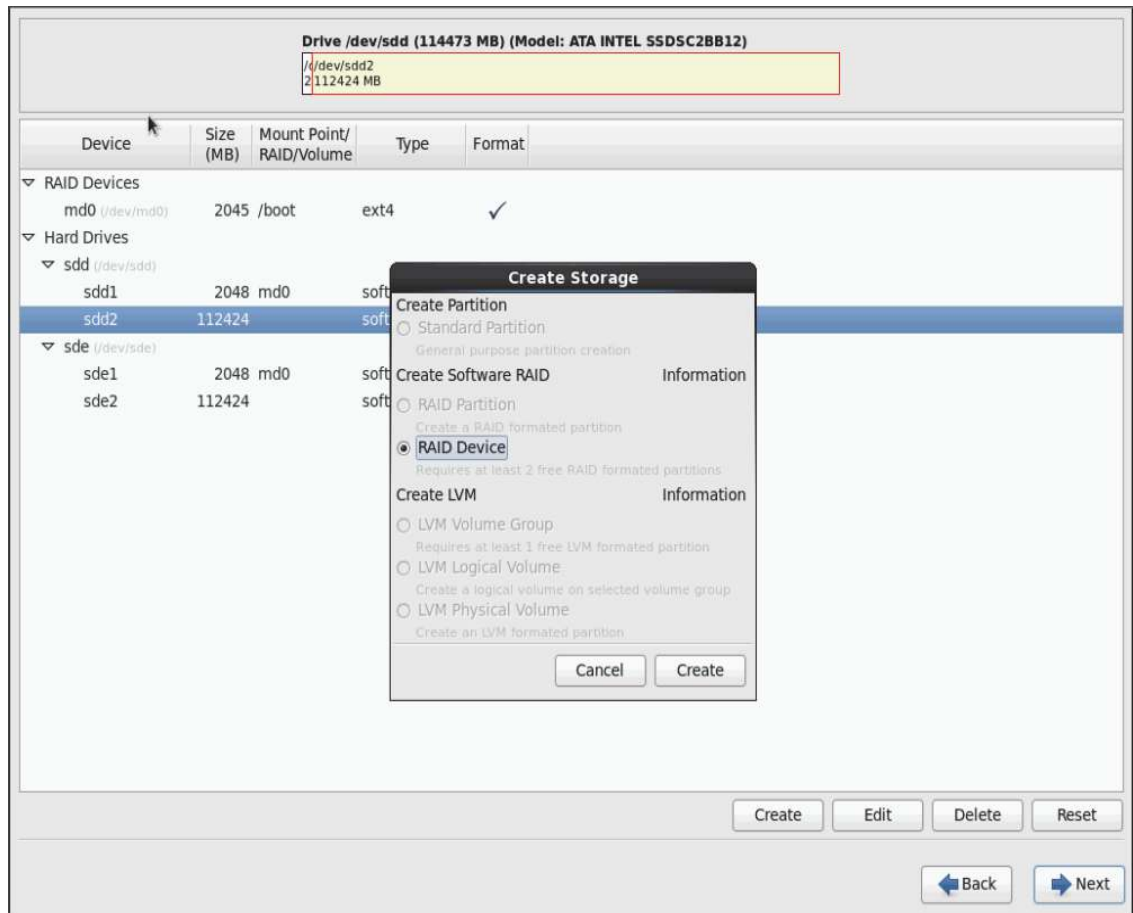 Drive /dev/sdd (114473 MB) (Model: ATA INTEL SSDSC2BB12)
/dev/sdd2
2 112424 MB
Device Size (MB) Mount Point/ RAID/Volume Type Format
RAID Devices
md0 (/dev/md0) 2045 /boot ext4 ✓
Hard Drives
sdd (/dev/sdd)
sdd1 2048 md0 soft
sdd2 112424 soft
sde (/dev/sde)
sde1 2048 md0 soft
sde2 112424 soft
Create Storage
Create Partition
Standard Partition
General purpose partition creation
Create Software RAID Information
RAID Partition
Create a RAID formated partition
RAID Device
Requires at least 2 free RAID formated partitions
Create LVM Information
LVM Volume Group
Requires at least 1 free LVM formated partition
LVM Logical Volume
Create a logical volume on selected volume group
LVM Physical Volume
Create an LVM formated partition
Cancel Create
Create Edit Delete Reset
Back Next